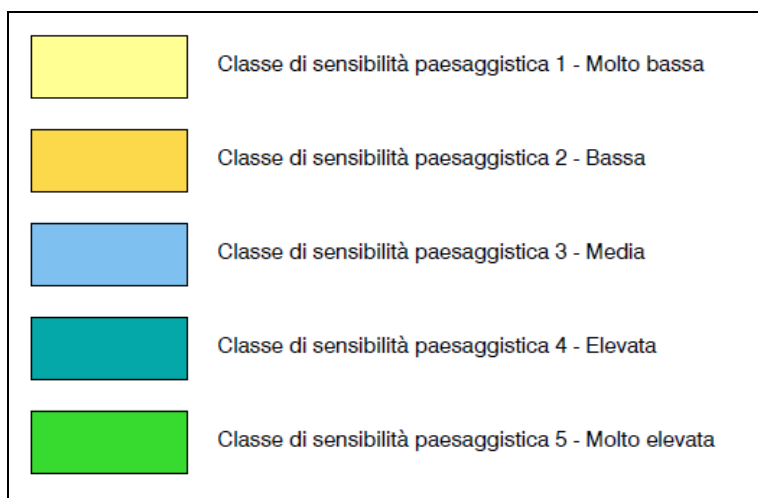 Classe di sensibilità paesaggistica 1 - Molto bassa
Classe di sensibilità paesaggistica 2 - Bassa
Classe di sensibilità paesaggistica 3 - Media
Classe di sensibilità paesaggistica 4 - Elevata
Classe di sensibilità paesaggistica 5 - Molto elevata